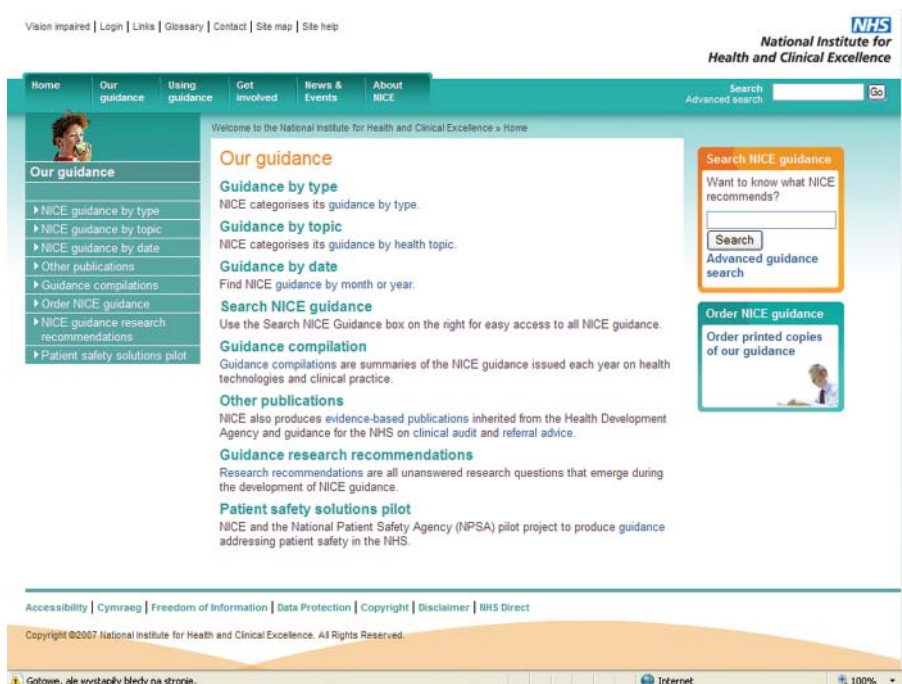 Vision impaired | Login | Links | Glossary | Contact | Site map | Site help
NHS
National Institute for
Health and Clinical Excellence
Home
Our guidance
Using guidance
Get involved
News & Events
About NICE
Search
Advanced search
Go
Welcome to the National Institute for Health and Clinical Excellence » Home
Our guidance
NICE guidance by type
NICE guidance by topic
NICE guidance by date
Other publications
Guidance compilations
Order NICE guidance
NICE guidance research
recommendations
Patient safety solutions pilot
Our guidance
Guidance by type
NICE categorises its guidance by type.
Guidance by topic
NICE categorises its guidance by health topic.
Guidance by date
Find NICE guidance by month or year.
Search NICE guidance
Use the Search NICE Guidance box on the right for easy access to all NICE guidance.
Guidance compilation
Guidance compilations are summaries of the NICE guidance issued each year on health
technologies and clinical practice.
Other publications
NICE also produces evidence-based publications inherited from the Health Development
Agency and guidance for the NHS on clinical audit and referral advice.
Guidance research recommendations
Research recommendations are all unanswered research questions that emerge during
the development of NICE guidance.
Patient safety solutions pilot
NICE and the National Patient Safety Agency (NPSA) pilot project to produce guidance
addressing patient safety in the NHS.
Search NICE guidance
Want to know what NICE
recommends?
Search
Advanced guidance
search
Order NICE guidance
Order printed copies
of our guidance
Accessibility | Cymraeg | Freedom of Information | Data Protection | Copyright | Disclaimer | NHS Direct
Copyright ©2007 National Institute for Health and Clinical Excellence. All Rights Reserved.
Gotowe, ale wystąpiły błędy na stronie.
Internet
100%